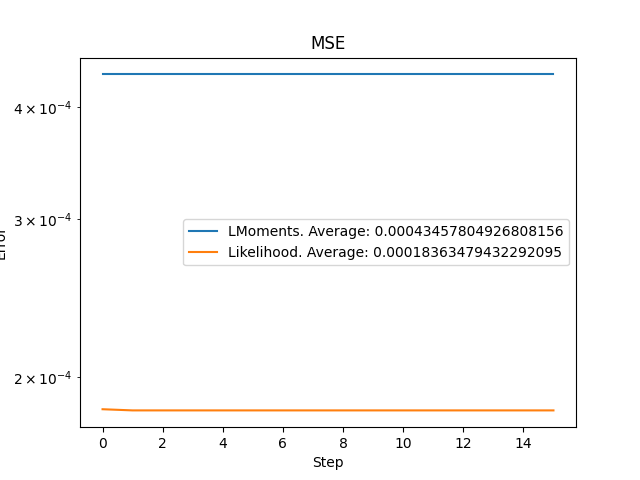 MSE
4 × 10⁻⁴
3 × 10⁻⁴
2 × 10⁻⁴
Error
LMoments. Average: 0.00043457804926808156
Likelihood. Average: 0.00018363479432292095
0 2 4 6 8 10 12 14
Step